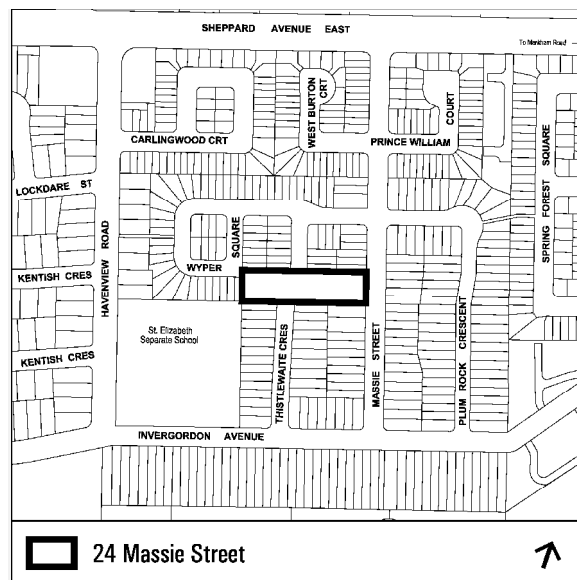 SHEPPARD AVENUE EAST
To Markham Road
WEST BURTON
CRT
COURT
CARLINGWOOD CRT
PRINCE WILLIAM
SPRING FOREST SQUARE
LOCKDARE ST
HAVENVIEW ROAD
SQUARE
WYPER
KENTISH CRES
St. Elizabeth
Separate School
THISTLEWAITE CRES
MASSIE STREET
PLUM ROCK CRESCENT
KENTISH CRES
INVERGORDON AVENUE
24 Massie Street